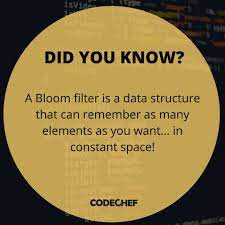 isVideo
DID YOU KNOW?
A Bloom filter is a data structure
that can remember as many
elements as you want... in
constant space!
CODECHEF